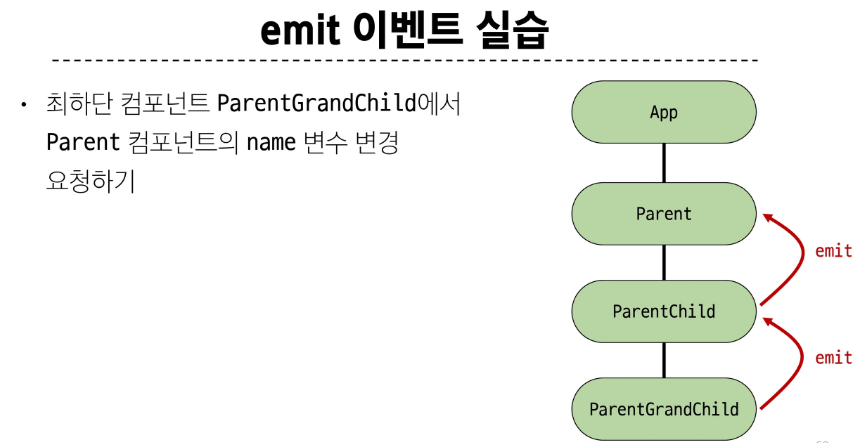 emit 이벤트 실습
• 최하단 컴포넌트 ParentGrandChild에서
Parent 컴포넌트의 name 변수 변경
요청하기
App
Parent
emit
ParentChild
emit
ParentGrandChild